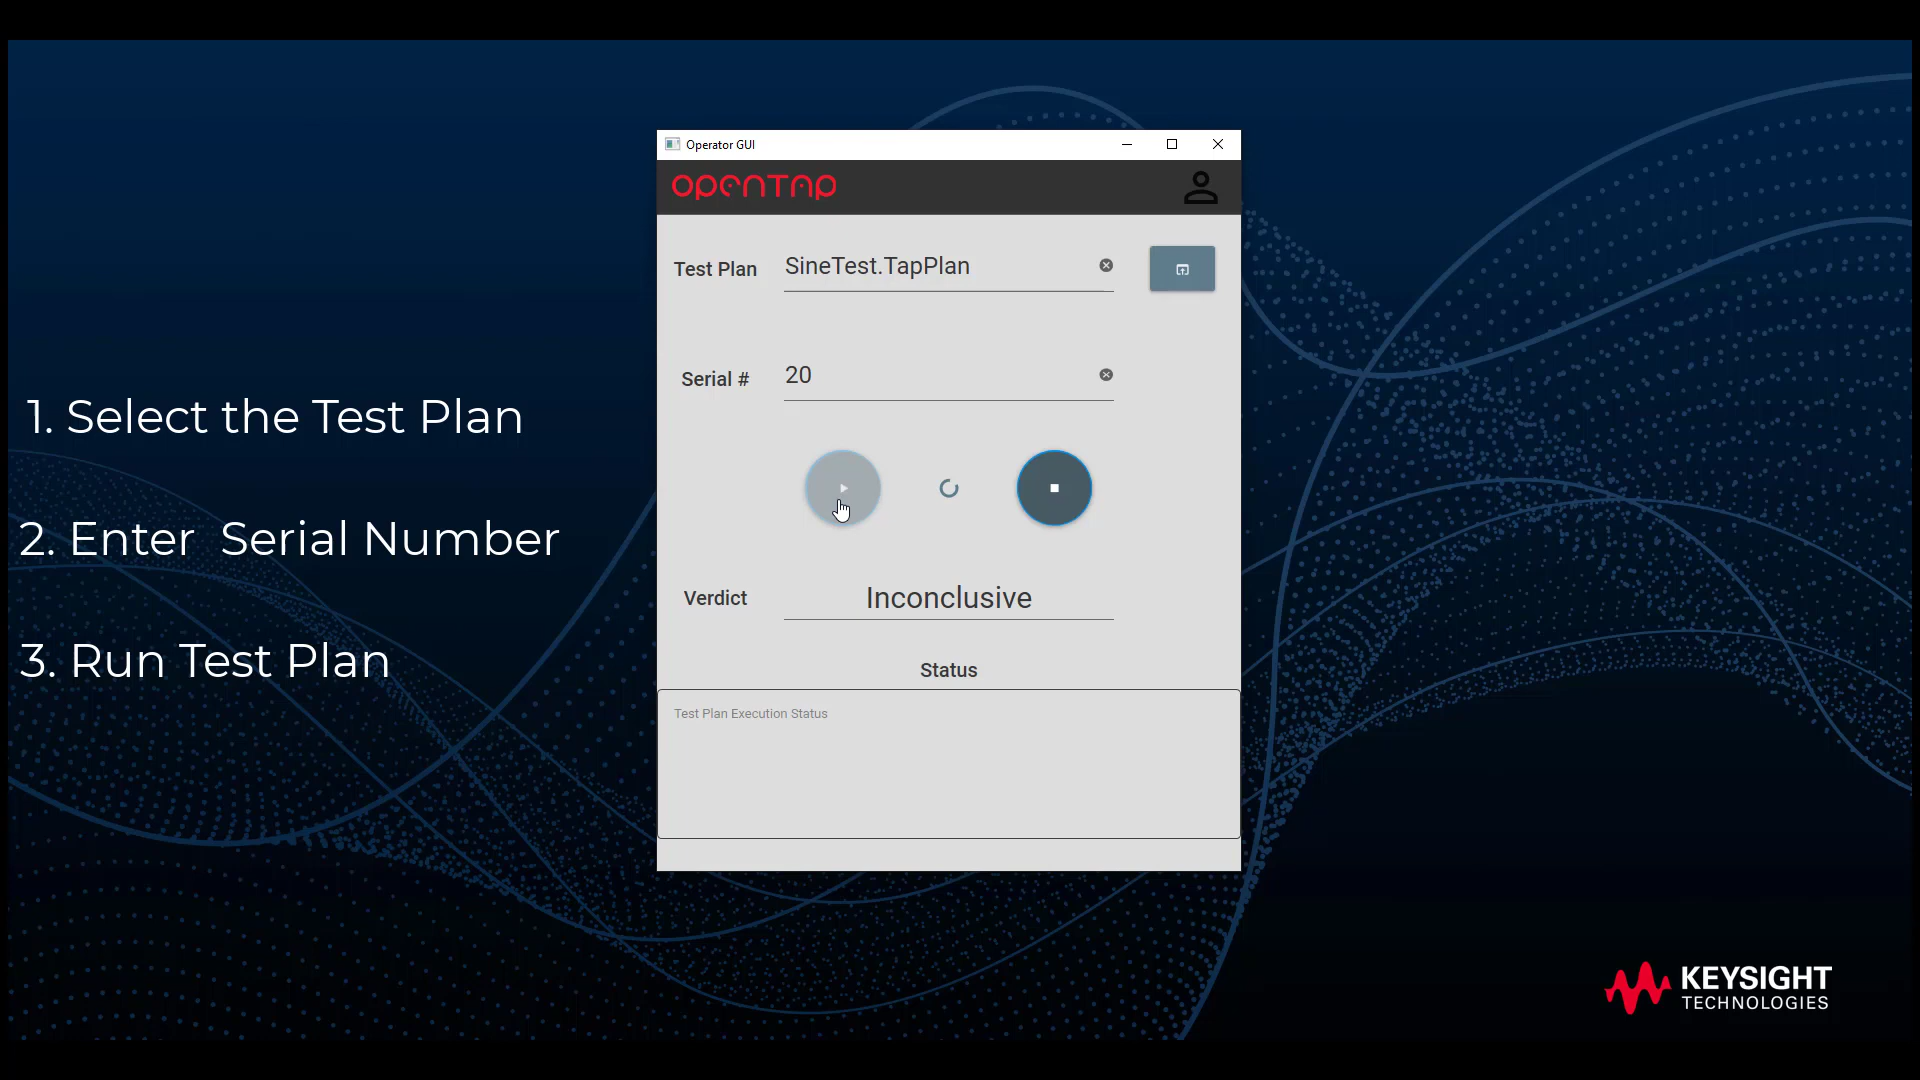 Operator GUI
OPENTAP
Test Plan
SineTest.TapPlan
Serial #
20
1. Select the Test Plan
2. Enter  Serial Number
3. Run Test Plan
Verdict
Inconclusive
Status
Test Plan Execution Status
KEYSIGHT
TECHNOLOGIES